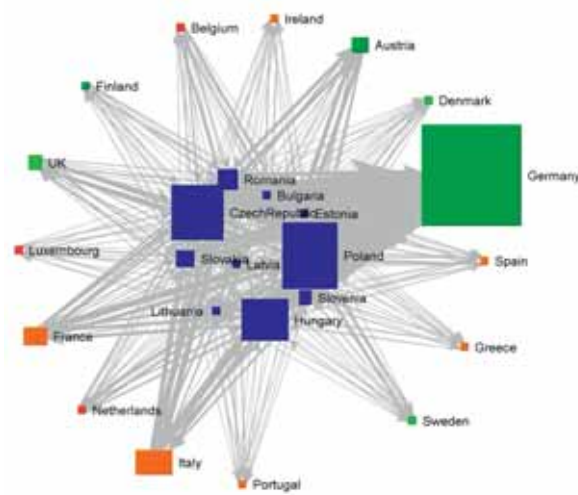 Ireland
Belgium
Austria
Finland
Denmark
UK
Romania
Germany
Bulgaria
CzechRepublic
Estonia
Luxembourg
Slovakia
Latvia
Poland
Spain
Lithuania
Slovenia
Hungary
France
Greece
Netherlands
Sweden
Italy
Portugal